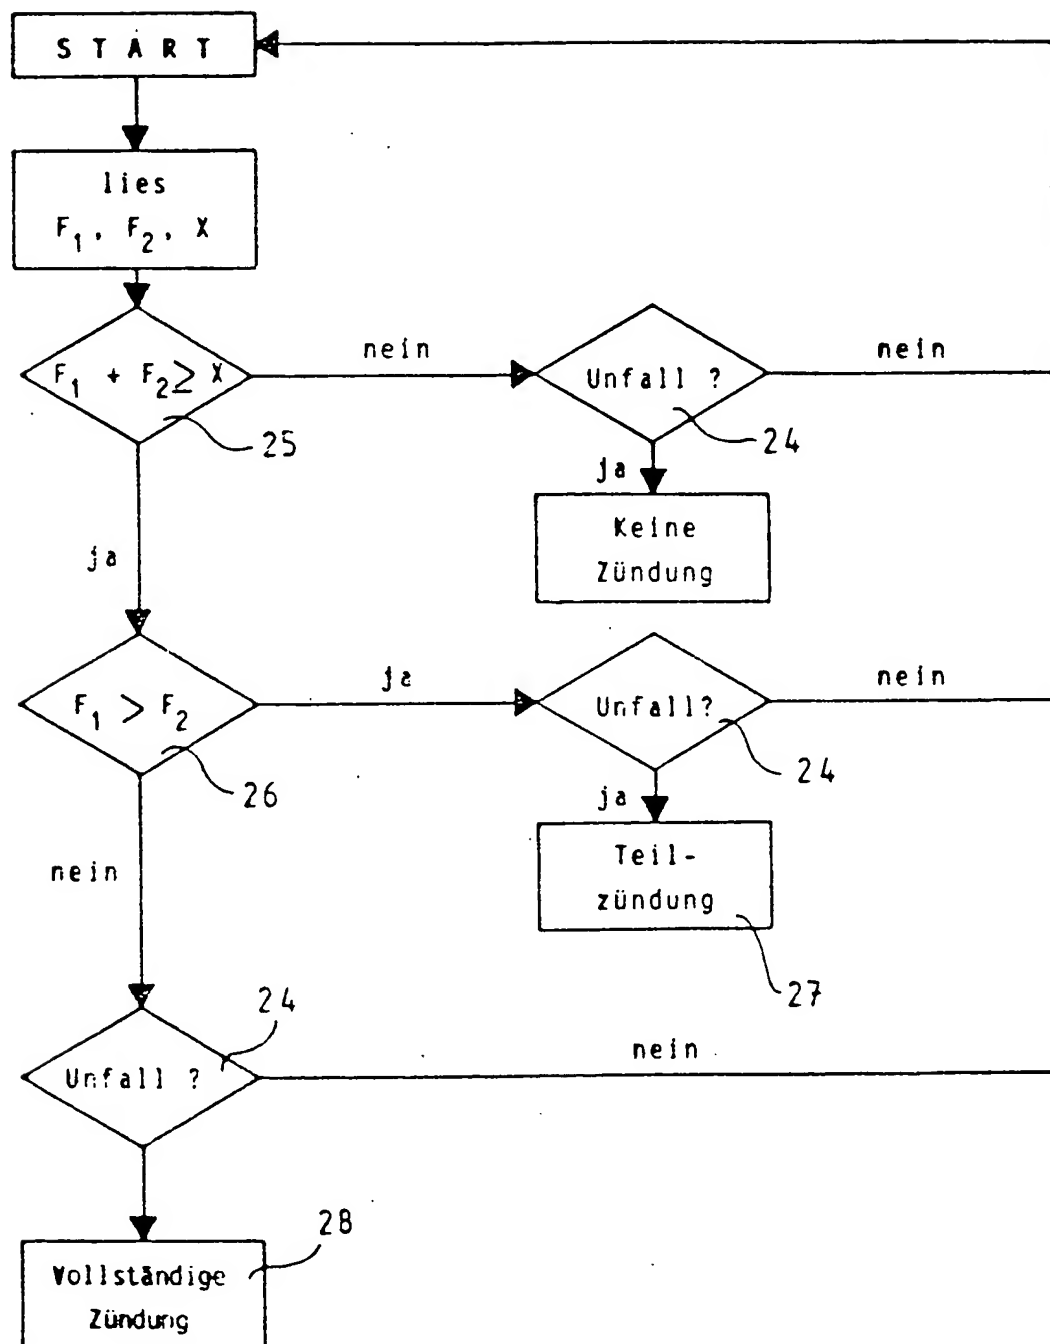 START
lies
F₁, F₂, X
F₁ + F₂ ≥ X
25
nein
Unfall ?
24
nein
ja
Keine
Zündung
ja
F₁ > F₂
26
ja
Unfall?
24
nein
ja
Teil-
zündung
27
nein
Unfall ?
24
nein
Vollständige
Zündung
28